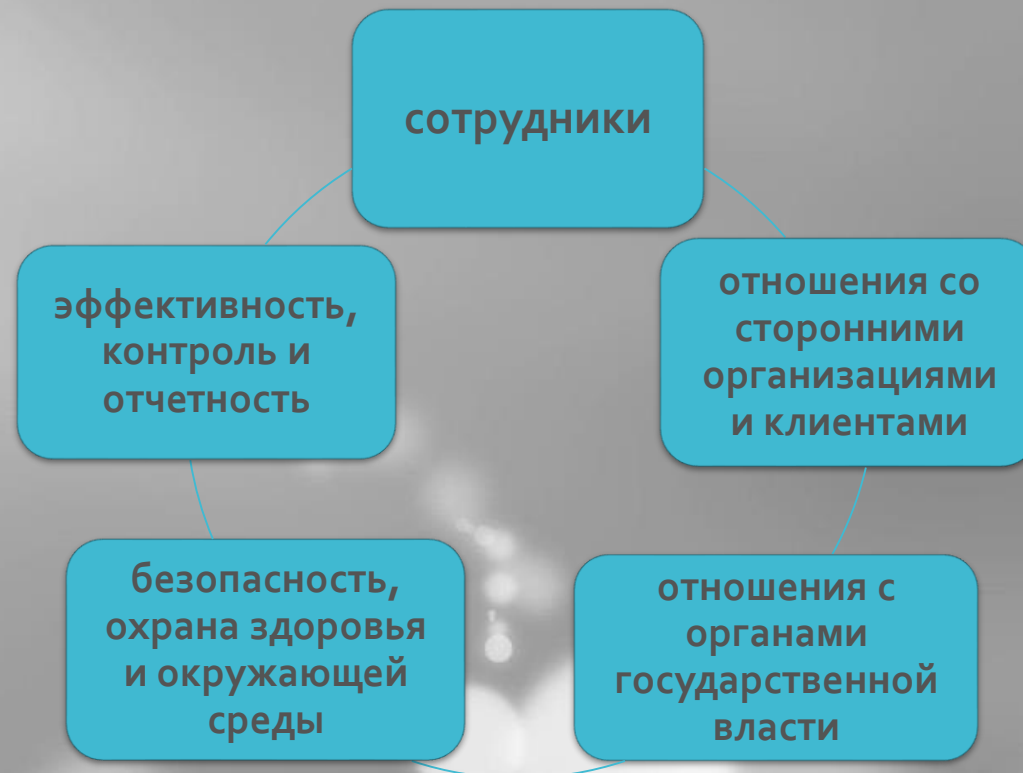 сотрудники
отношения со
сторонними
организациями
и клиентами
отношения с
органами
государственной
власти
безопасность,
охрана здоровья
и окружающей
среды
эффективность,
контроль и
отчетность